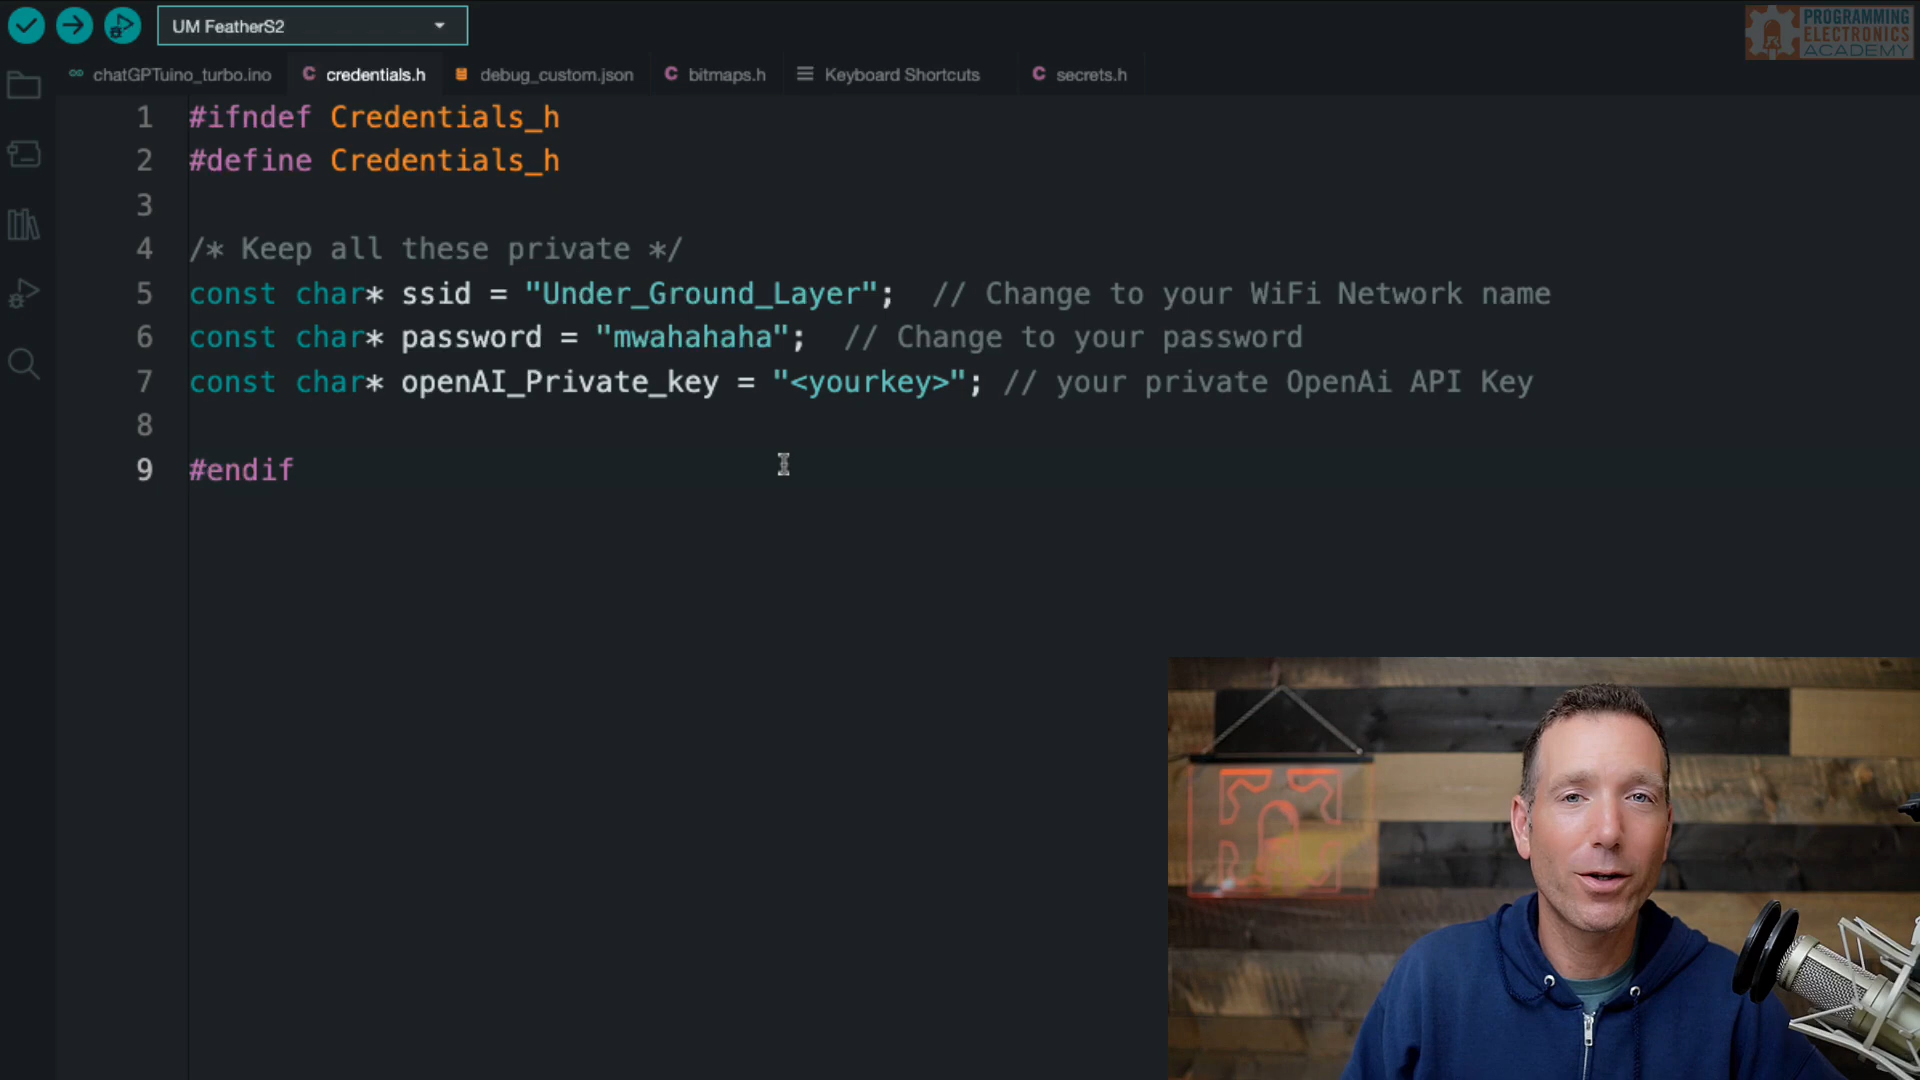 UM FeatherS2
PROGRAMMING
ELECTRONICS
ACADEMY
chatGPTuino_turbo.ino
C credentials.h
debug_custom.json
C bitmaps.h
Keyboard Shortcuts
C secrets.h
1 #ifndef Credentials_h
2 #define Credentials_h
3
4 /* Keep all these private */
5 const char* ssid = "Under_Ground_Layer"; // Change to your WiFi Network name
6 const char* password = "mwahahaha"; // Change to your password
7 const char* openAI_Private_key = "<yourkey>"; // your private OpenAi API Key
8
9 #endif